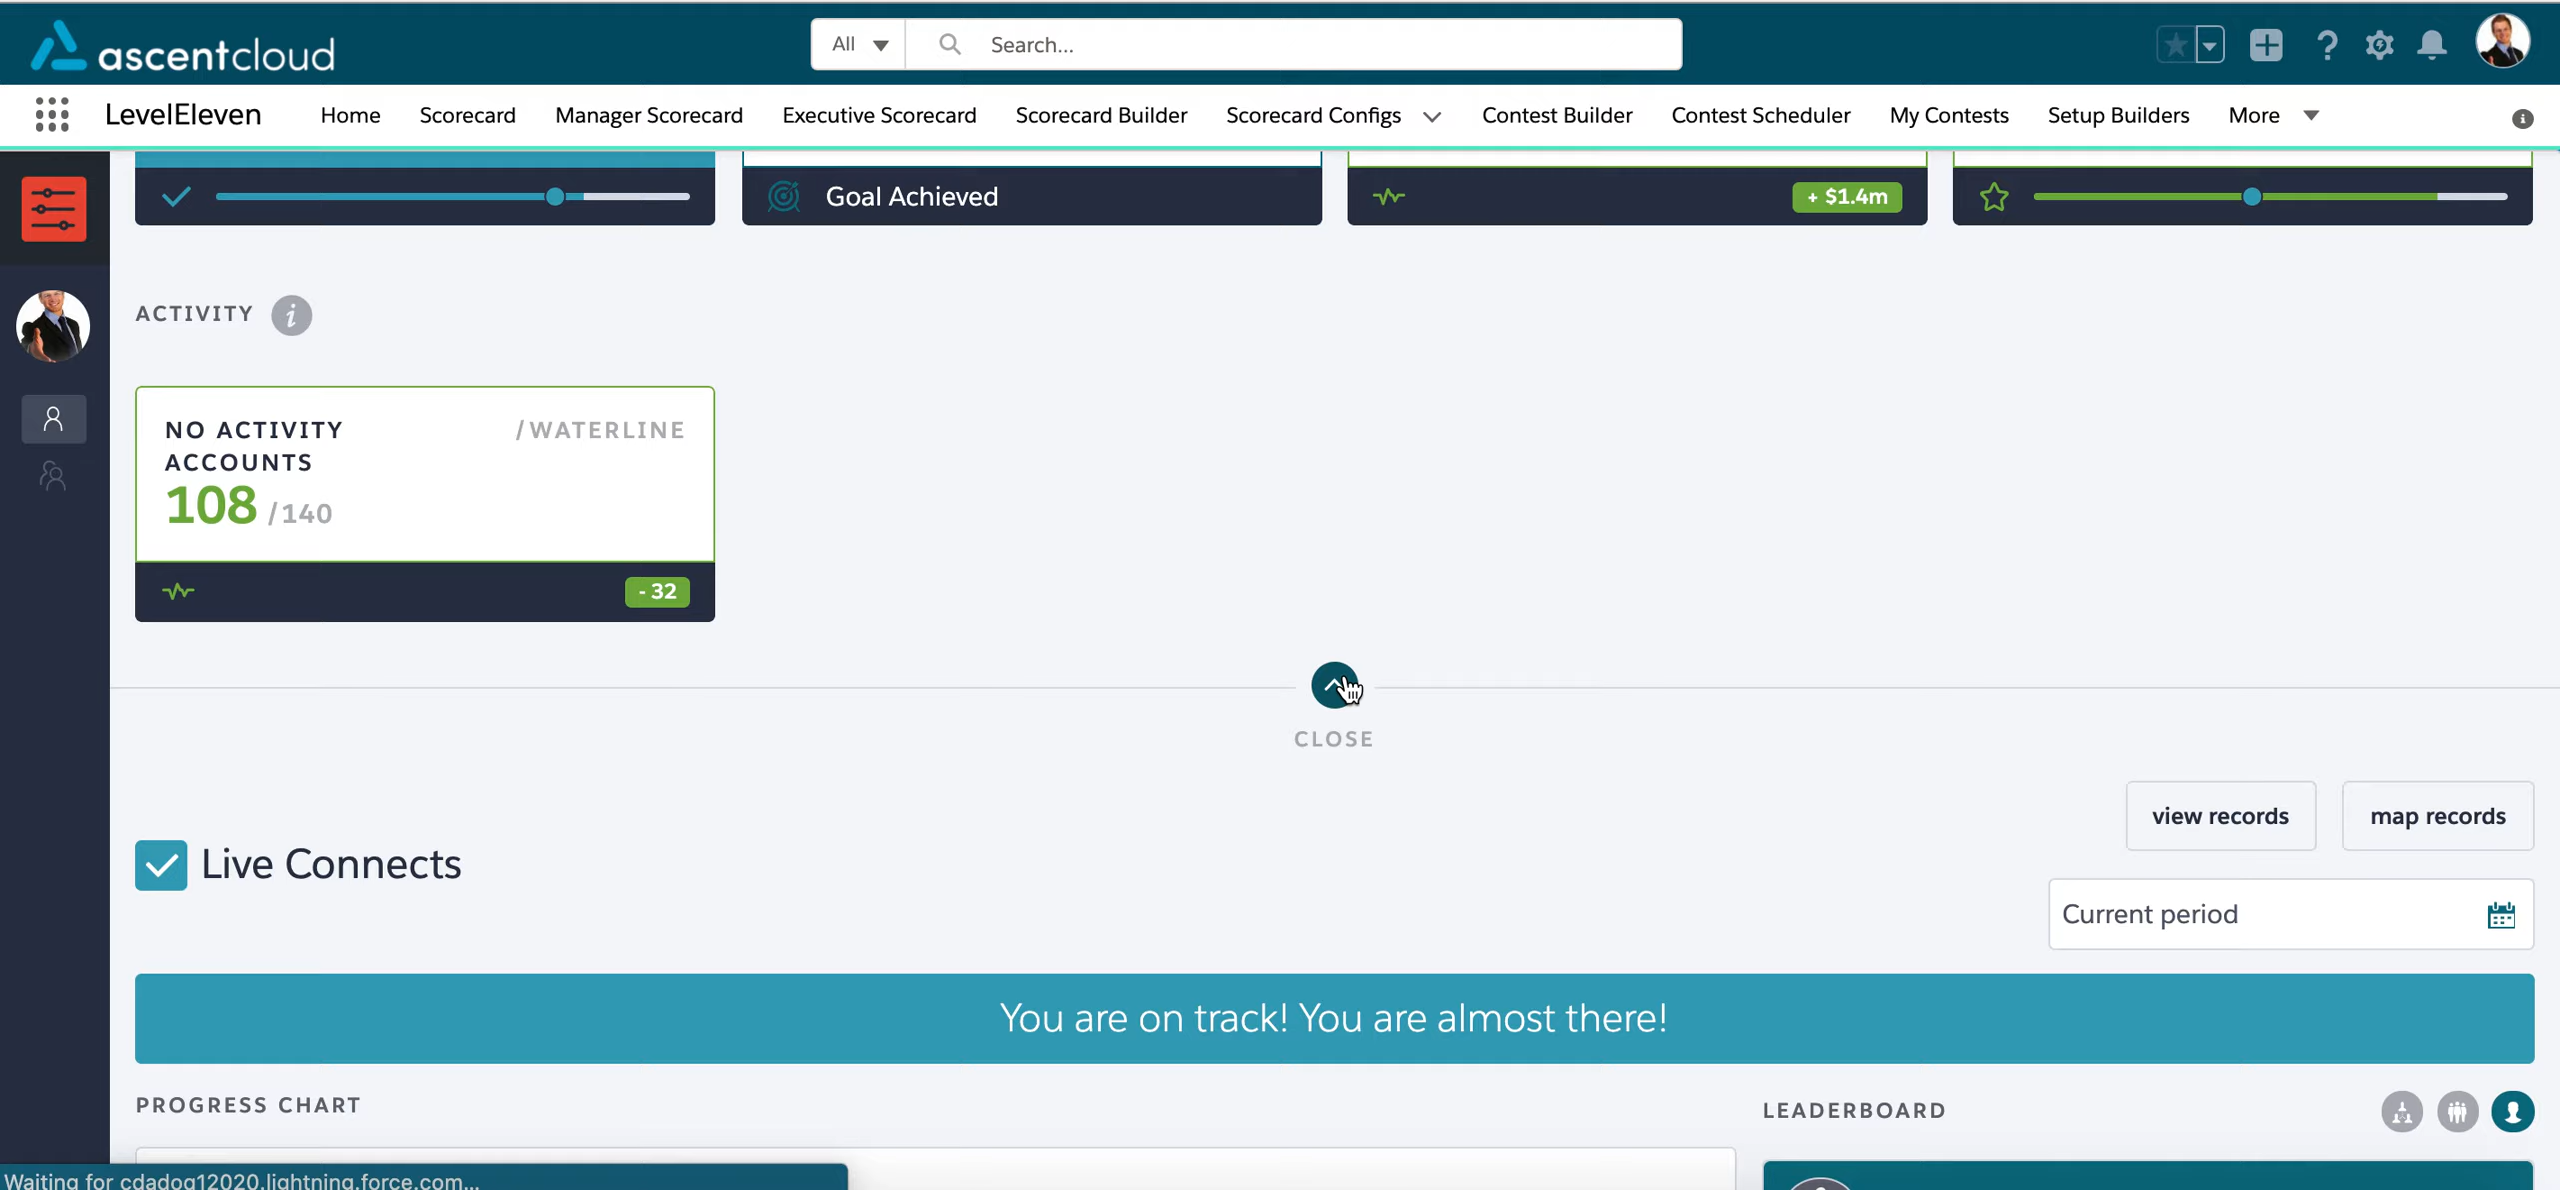 ascentcloud
All
Search...
LevelEleven
Home
Scorecard
Manager Scorecard
Executive Scorecard
Scorecard Builder
Scorecard Configs
Contest Builder
Contest Scheduler
My Contests
Setup Builders
More
Goal Achieved
+ $1.4m
ACTIVITY
NO ACTIVITY
ACCOUNTS
/WATERLINE
108 /140
- 32
CLOSE
view records
map records
Live Connects
Current period
You are on track! You are almost there!
PROGRESS CHART
LEADERBOARD
Waiting for cdadog12020.lightning.force.com...